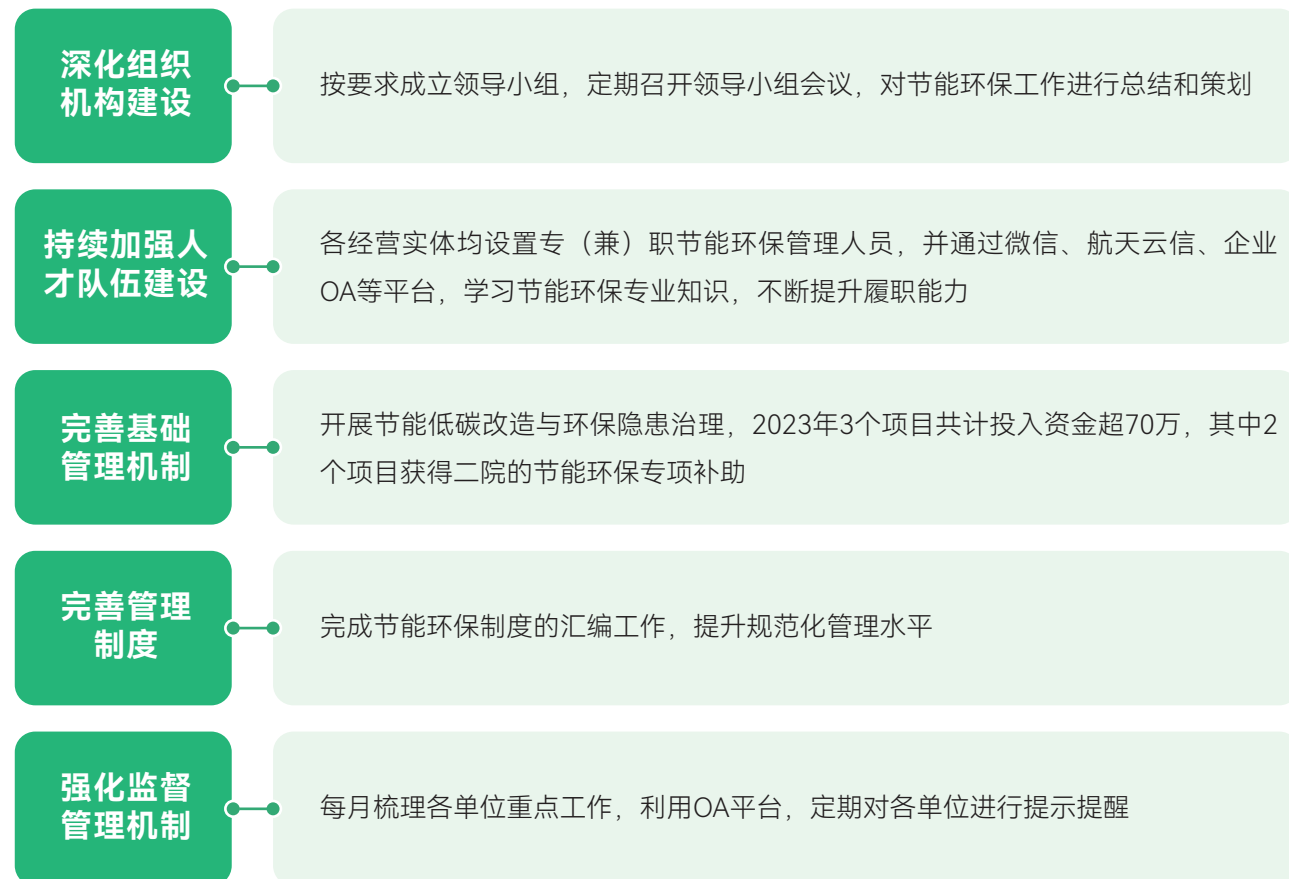 深化组织
机构建设
按要求成立领导小组，定期召开领导小组会议，对节能环保工作进行总结和策划
持续加强人
才队伍建设
各经营实体均设置专（兼）职节能环保管理人员，并通过微信、航天云信、企业
OA等平台，学习节能环保专业知识，不断提升履职能力
完善基础
管理机制
开展节能低碳改造与环保隐患治理，2023年3个项目共计投入资金超70万，其中2
个项目获得二院的节能环保专项补助
完善管理
制度
完成节能环保制度的汇编工作，提升规范化管理水平
强化监督
管理机制
每月梳理各单位重点工作，利用OA平台，定期对各单位进行提示提醒